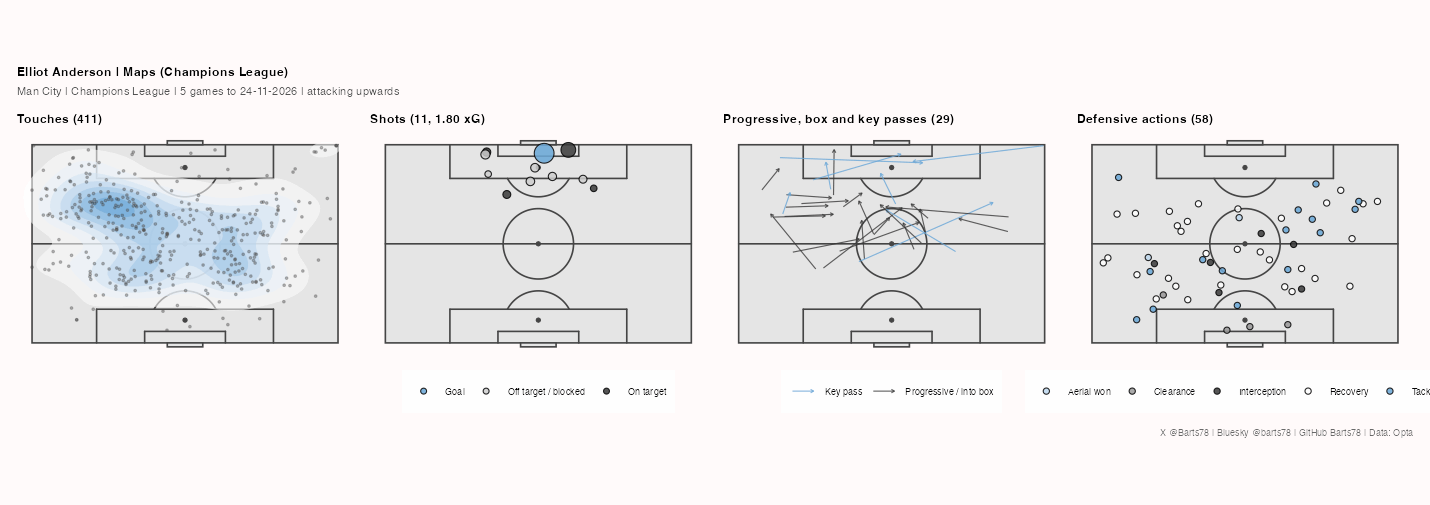 Elliot Anderson | Maps (Champions League)
Man City | Champions League | 5 games to 24-11-2026 | attacking upwards
Touches (411)
Shots (11, 1.80 xG)
Progressive, box and key passes (29)
Defensive actions (58)
Goal
Off target / blocked
On target
Key pass
Progressive / into box
Aerial won
Clearance
Interception
Recovery
Tack
X @Barts78 | Bluesky @barts78 | GitHub Barts78 | Data: Opta